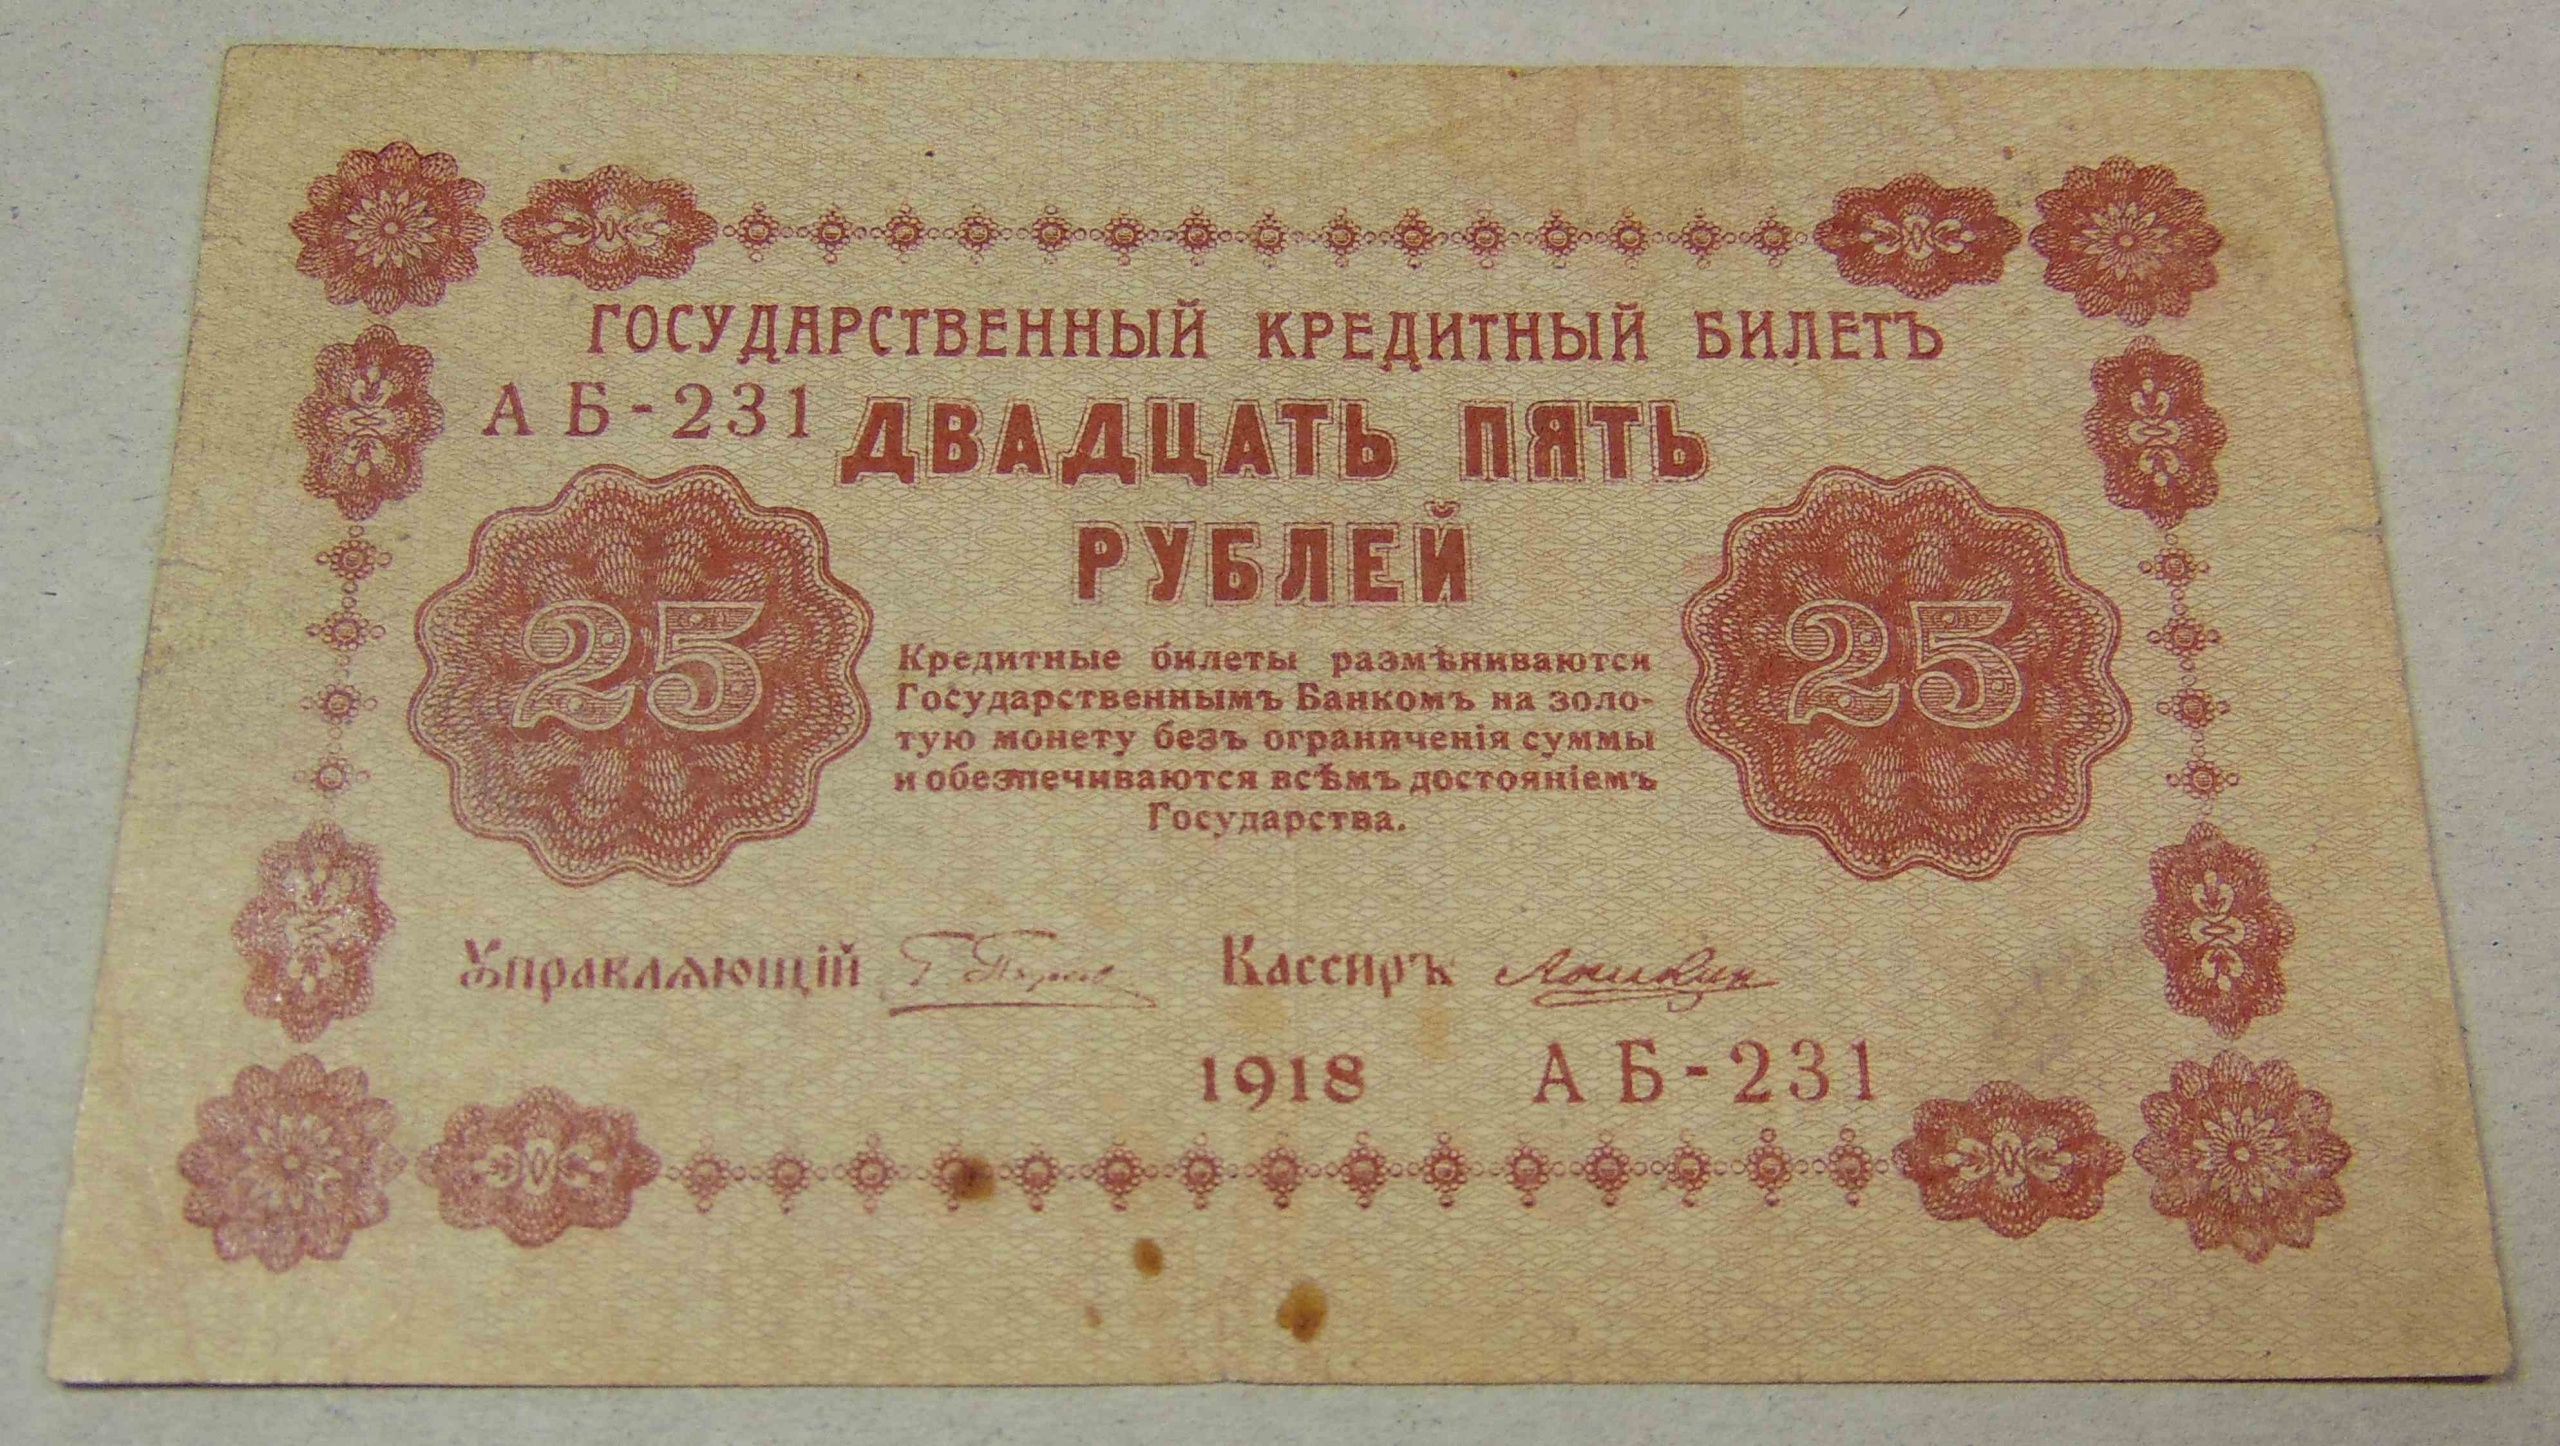 ГОСУДАРСТВЕННЫЙ КРЕДИТНЫЙ БИЛЕТЪ
АБ-231
ДВАДЦАТЬ ПЯТЬ
РУБЛЕЙ
25
25
Кредитные билеты размѣниваются
Государственнымъ Банкомъ на золо-
тую монету безъ ограниченія суммы
и обезпечиваются всѣмъ достояніемъ
Государства.
Управляющій Кассиръ
1918 АБ-231